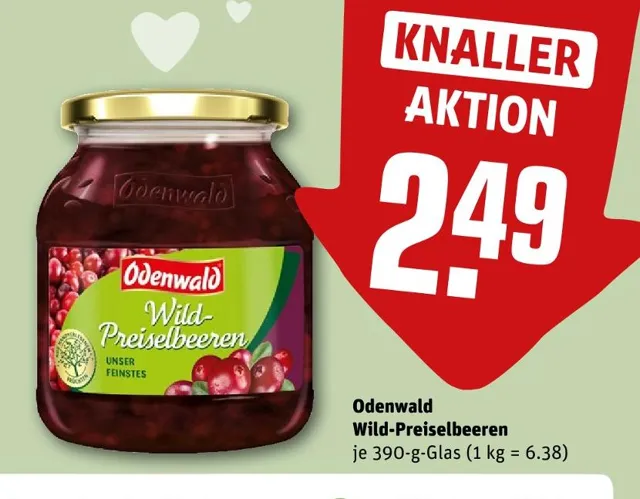 KNALLER
AKTION
2.49
Odenwald
Odenwald
Wild-
Preiselbeeren
UNSER
FEINSTES
Odenwald
Wild-Preiselbeeren
je 390-g-Glas (1 kg = 6.38)